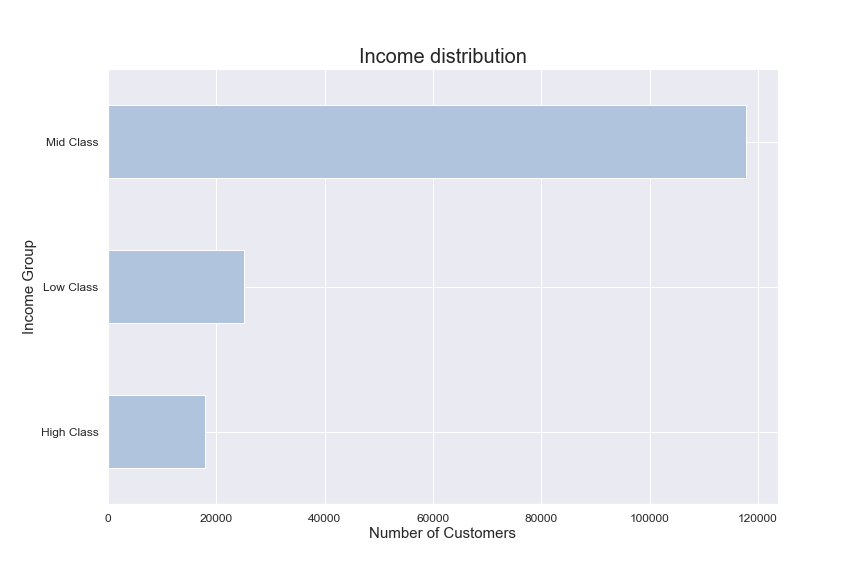 Income distribution
Mid Class
Low Class
High Class
Income Group
0 20000 40000 60000 80000 100000 120000
Number of Customers